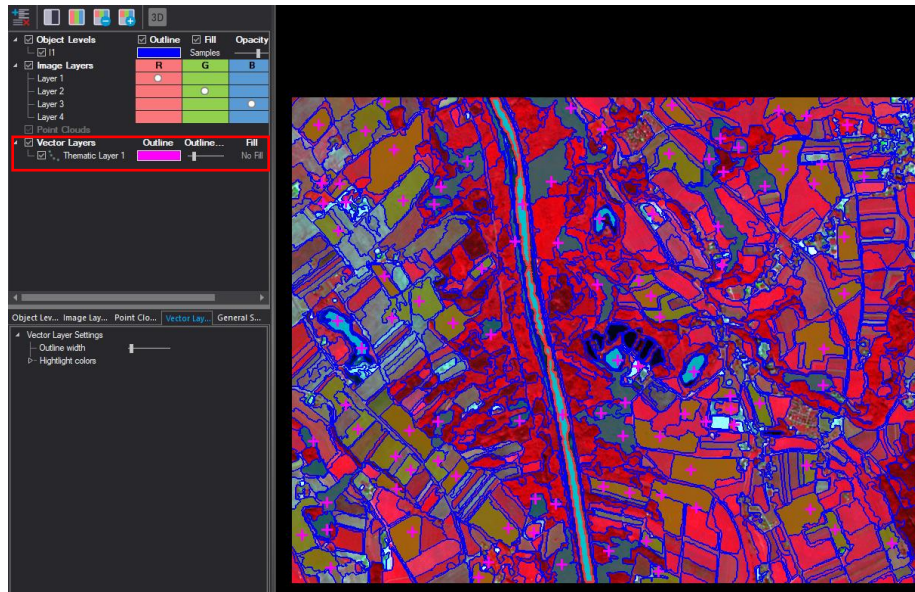 3D
Object Levels Outline Fill Opacity
l1 Samples
Image Layers R G B
Layer 1
Layer 2
Layer 3
Layer 4
Point Clouds
Vector Layers Outline Outline... Fill
Thematic Layer 1 No Fill
Object Lev... Image Lay... Point Clo... Vector Lay... General S...
Vector Layer Settings
Outline width
Hightlight colors